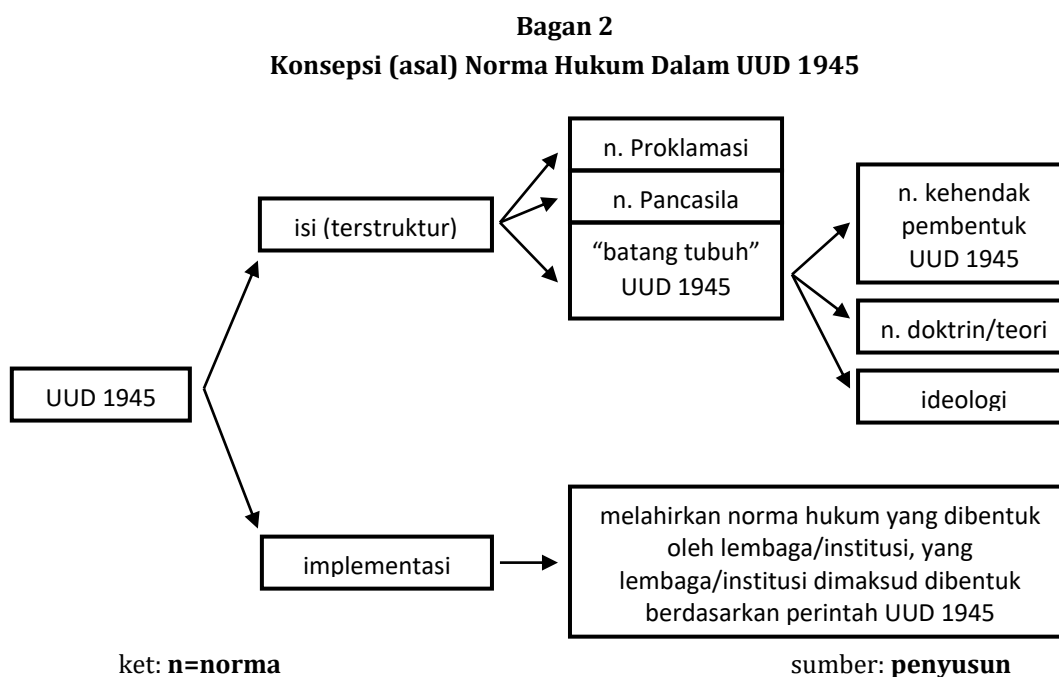 Bagan 2
Konsepsi (asal) Norma Hukum Dalam UUD 1945
n. Proklamasi
n. Pancasila
“batang tubuh”
UUD 1945
isi (terstruktur)
n. kehendak
pembentuk
UUD 1945
n. doktrin/teori
ideologi
UUD 1945
implementasi
melahirkan norma hukum yang dibentuk
oleh lembaga/institusi, yang
lembaga/institusi dimaksud dibentuk
berdasarkan perintah UUD 1945
ket: n=norma
sumber: penyusun